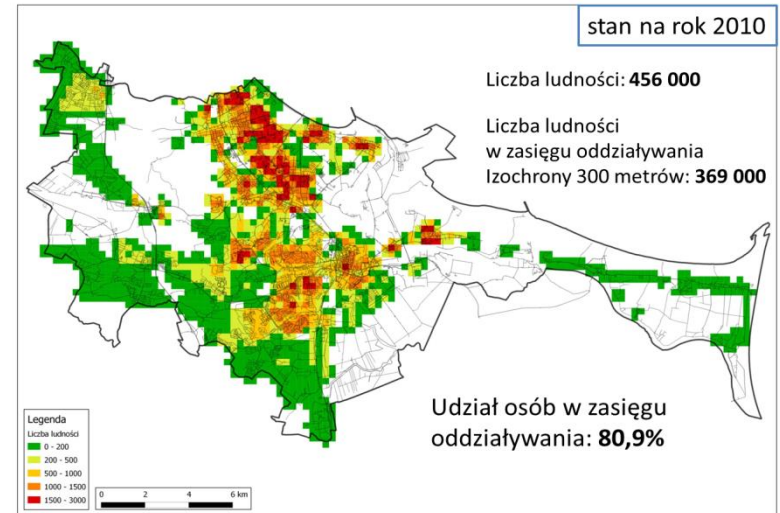 stan na rok 2010
Liczba ludności: 456 000
Liczba ludności
w zasięgu oddziaływania
Izochrony 300 metrów: 369 000
Udział osób w zasięgu
oddziaływania: 80,9%
Legenda
Liczba ludności
0 - 200
200 - 500
500 - 1000
1000 - 1500
1500 - 3000
0 2 4 6 km